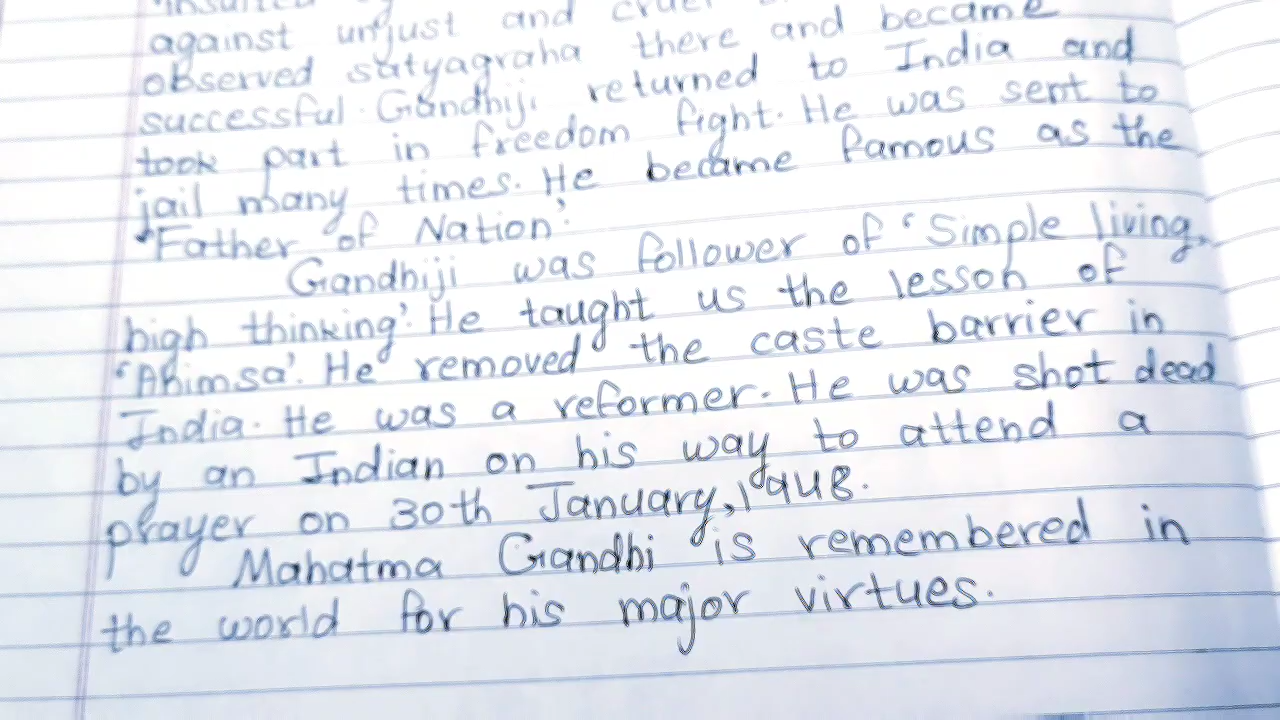 against unjust and
observed satyagraha there and became
successful. Gandhiji returned to India and
took part in freedom fight. He was sent to
jail many times. He became famous as the
"Father of Nation'.
Gandhiji was follower of 'Simple living,
high thinking'. He taught us the lesson of
'Ahimsa'. He removed the caste barrier in
India. He was a reformer. He was shot dead
by an Indian on his way to attend a
prayer on 30th January, 1948.
Mahatma Gandhi is remembered in
the world for his major virtues.